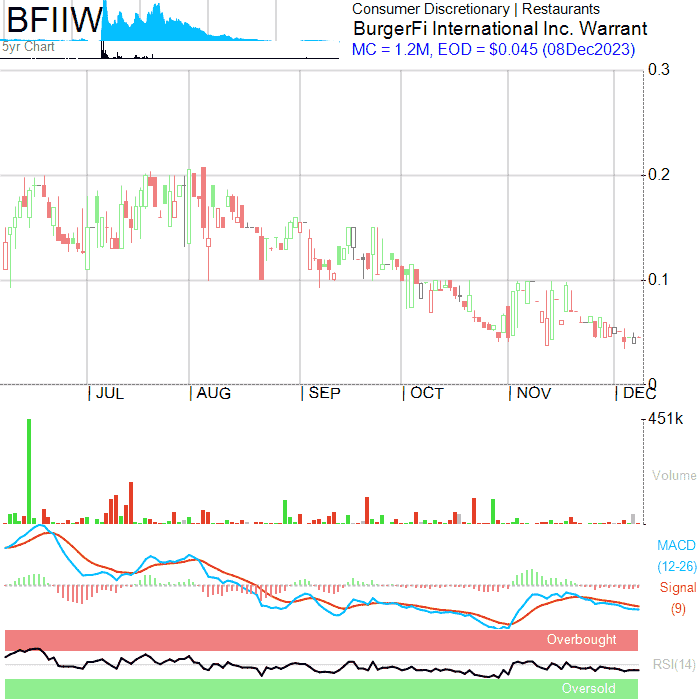 BFIIW
5yr Chart
Consumer Discretionary | Restaurants
BurgerFi International Inc. Warrant
MC = 1.2M, EOD = $0.045 (08Dec2023)
0.3
0.2
0.1
0
JUL
AUG
SEP
OCT
NOV
DEC
451k
Volume
MACD
(12-26)
Signal
(9)
Overbought
RSI(14)
Oversold